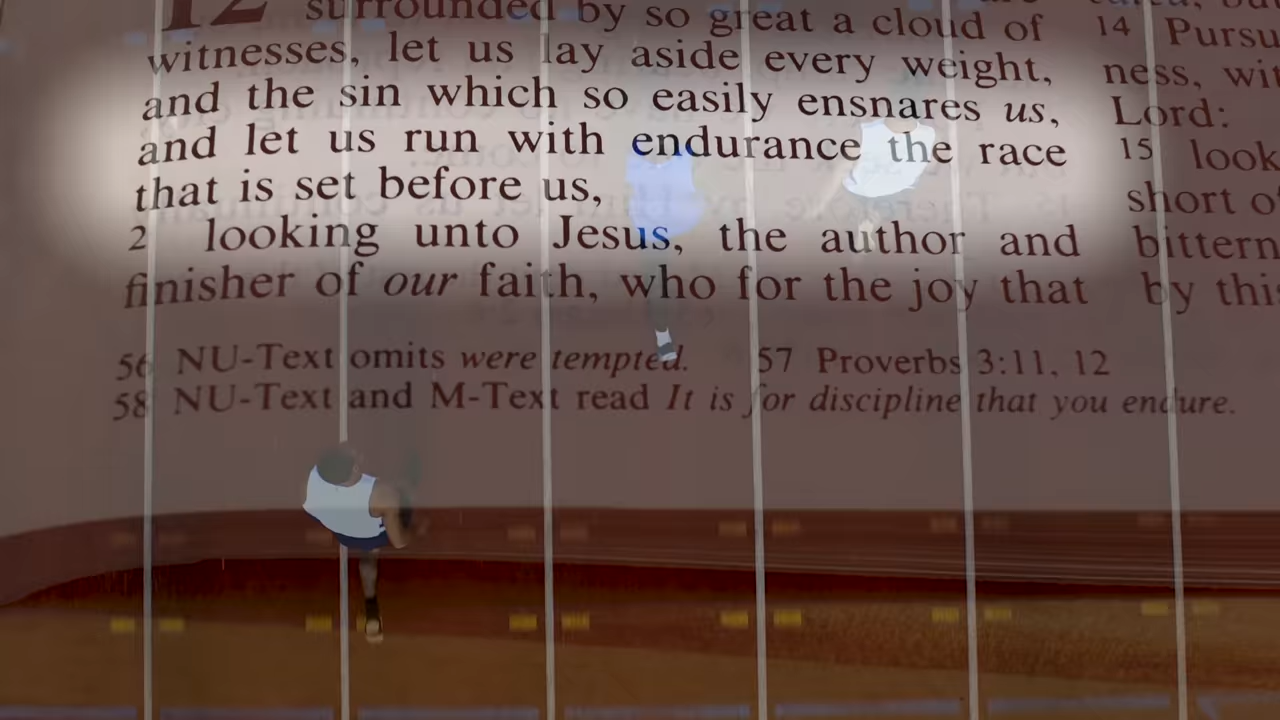 12 surrounded by so great a cloud of
witnesses, let us lay aside every weight,
and the sin which so easily ensnares us,
and let us run with endurance the race
that is set before us,
2 looking unto Jesus, the author and
finisher of our faith, who for the joy that
56 NU-Text omits were tempted. 57 Proverbs 3:11, 12
58 NU-Text and M-Text read It is for discipline that you endure.
14 Pursu
ness, wit
Lord:
15 look
short o
bittern
by thi